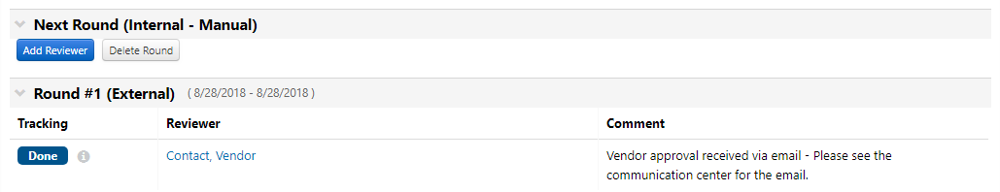 Next Round (Internal - Manual)
Add Reviewer Delete Round
Round #1 (External) ( 8/28/2018 - 8/28/2018 )
Tracking Reviewer Comment
Done Contact, Vendor Vendor approval received via email - Please see the
communication center for the email.